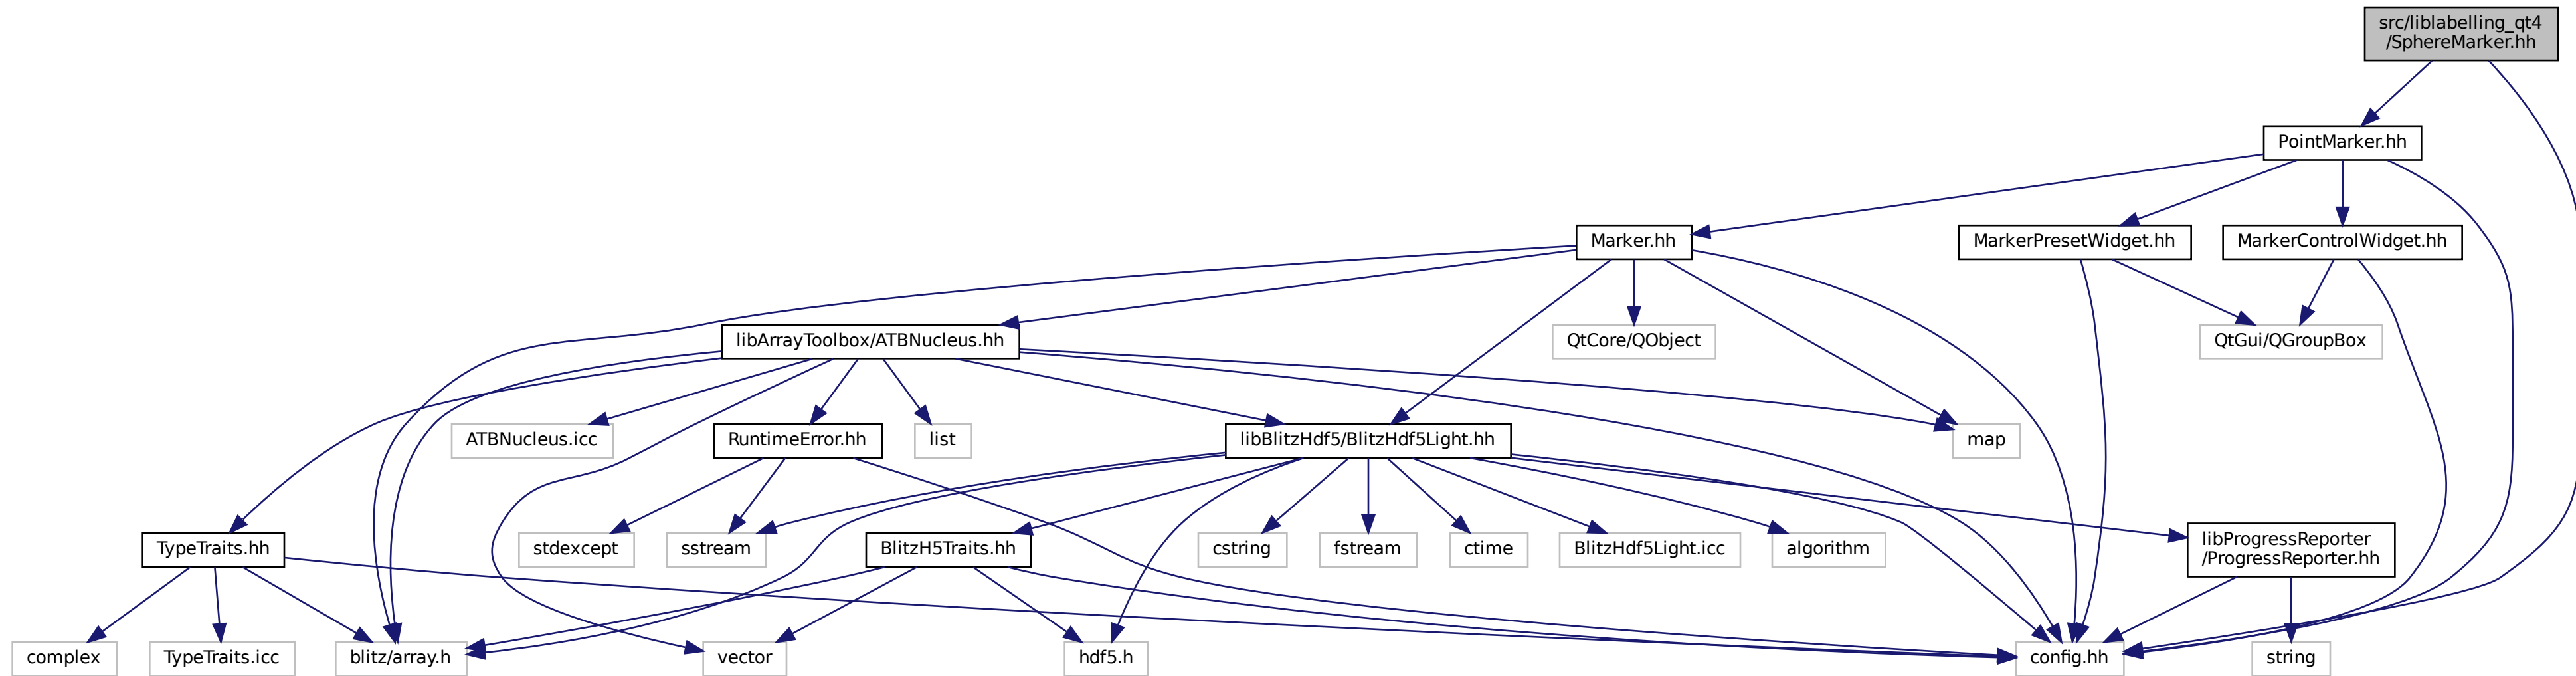 src/liblabelling_qt4
/SphereMarker.hh
PointMarker.hh
Marker.hh
MarkerPresetWidget.hh
MarkerControlWidget.hh
libArrayToolbox/ATBNucleus.hh
QtCore/QObject
QtGui/QGroupBox
ATBNucleus.icc
RuntimeError.hh
list
libBlitzHdf5/BlitzHdf5Light.hh
map
TypeTraits.hh
stdexcept
sstream
BlitzH5Traits.hh
cstring
fstream
ctime
BlitzHdf5Light.icc
algorithm
libProgressReporter
/ProgressReporter.hh
complex
TypeTraits.icc
blitz/array.h
vector
hdf5.h
config.hh
string